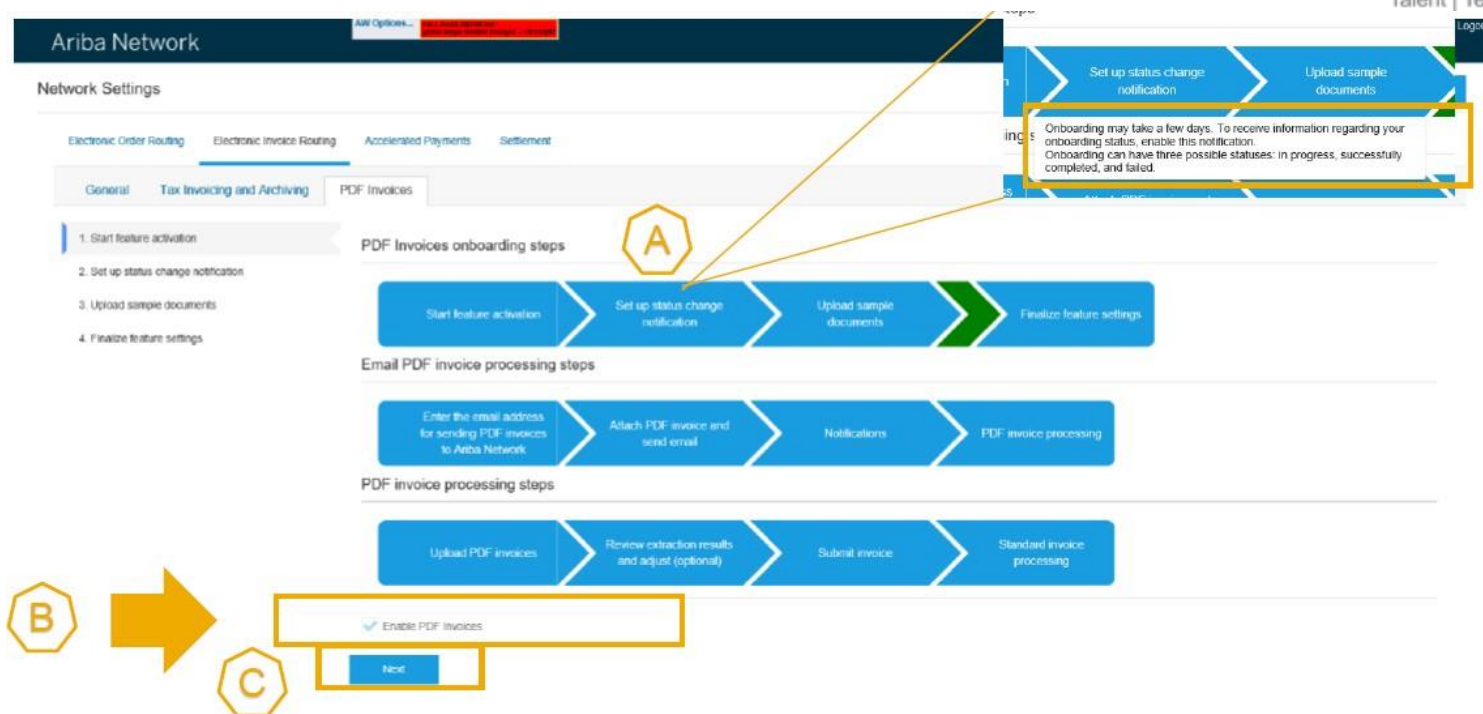 Talent | Te
AW Options...
Logou
Ariba Network
Network Settings
Set up status change
notification
Upload sample
documents
Onboarding may take a few days. To receive information regarding your
onboarding status, enable this notification.
Onboarding can have three possible statuses: in progress, successfully
completed, and failed.
Electronic Order Routing
Electronic Invoice Routing
Accelerated Payments
Settlement
General
Tax Invoicing and Archiving
PDF Invoices
1. Start feature activation
2. Set up status change notification
3. Upload sample documents
4. Finalize feature settings
A
PDF Invoices onboarding steps
Start feature activation
Set up status change
notification
Upload sample
documents
Finalize feature settings
Email PDF invoice processing steps
Enter the email address
for sending PDF invoices
to Ariba Network
Attach PDF invoice and
send email
Notifications
PDF invoice processing
PDF invoice processing steps
Upload PDF invoices
Review extraction results
and adjust (optional)
Submit invoice
Standard invoice
processing
B
Enable PDF Invoices
C
Next